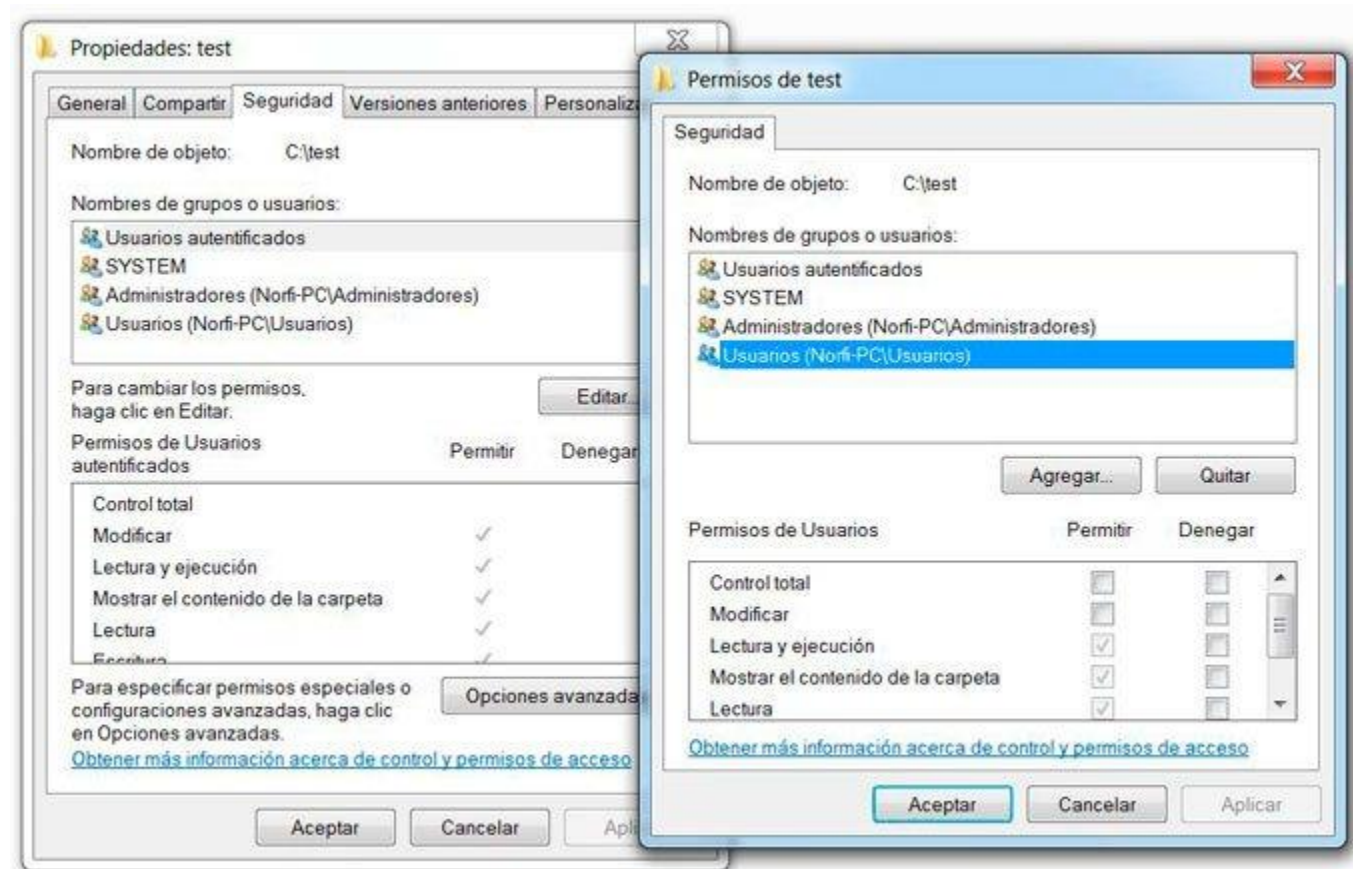 Propiedades: test
General Compartir Seguridad Versiones anteriores
Nombre de objeto: C:\test
Nombres de grupos o usuarios:
Usuarios autentificados
SYSTEM
Administradores (Norfi-PC\Administradores)
Usuarios (Norfi-PC\Usuarios)
Para cambiar los permisos,
haga clic en Editar.
Editar...
Permisos de Usuarios
autentificados
Permitir Denegar
Control total
Modificar
Lectura y ejecución
Mostrar el contenido de la carpeta
Lectura
Escritura
Para especificar permisos especiales o
configuraciones avanzadas, haga clic
en Opciones avanzadas.
Opciones
Obtener más información acerca de control y permisos de acceso
Aceptar Cancelar
Permisos de test
Seguridad
Nombre de objeto: C:\test
Nombres de grupos o usuarios:
Usuarios autentificados
SYSTEM
Administradores (Norfi-PC\Administradores)
Usuarios (Norfi-PC\Usuarios)
Agregar... Quitar
Permisos de Usuarios Permitir Denegar
Control total
Modificar
Lectura y ejecución
Mostrar el contenido de la carpeta
Lectura
Obtener más información acerca de control y permisos de acceso
Aceptar Cancelar Aplicar